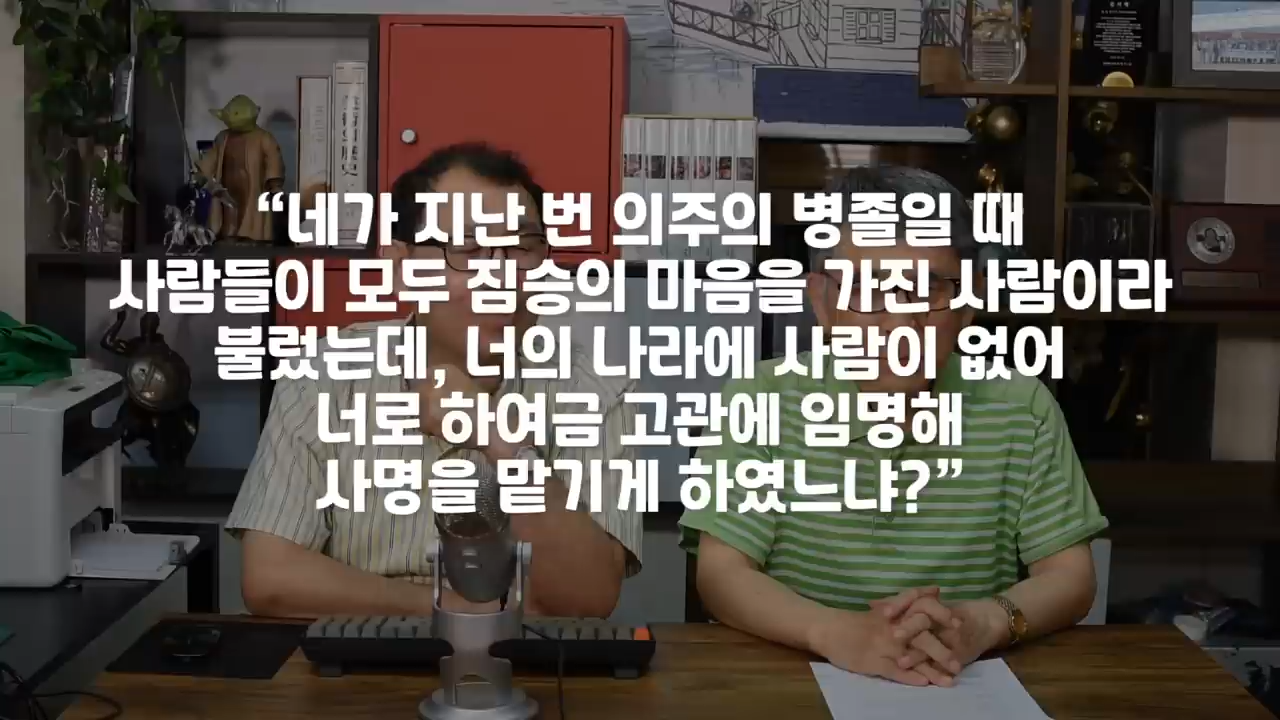 “네가 지난 번 의주의 병졸일 때
사람들이 모두 짐승의 마음을 가진 사람이라
불렀는데, 너의 나라에 사람이 없어
너로 하여금 고관에 임명해
사명을 맡기게 하였느냐?”